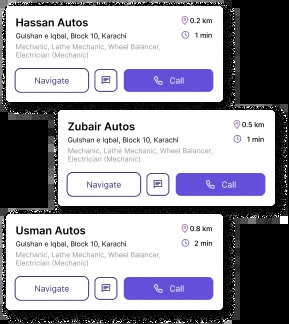 Hassan Autos
0.2 km
Gulshan e Iqbal, Block 10, Karachi
1 min
Mechanic, Lathe Mechanic, Wheel Balancer,
Electrician (Mechanic)
Navigate
Call
Zubair Autos
0.5 km
Gulshan e Iqbal, Block 10, Karachi
1 min
Mechanic, Lathe Mechanic, Wheel Balancer,
Electrician (Mechanic)
Navigate
Call
Usman Autos
0.8 km
Gulshan e Iqbal, Block 10, Karachi
2 min
Mechanic, Lathe Mechanic, Wheel Balancer,
Electrician (Mechanic)
Navigate
Call